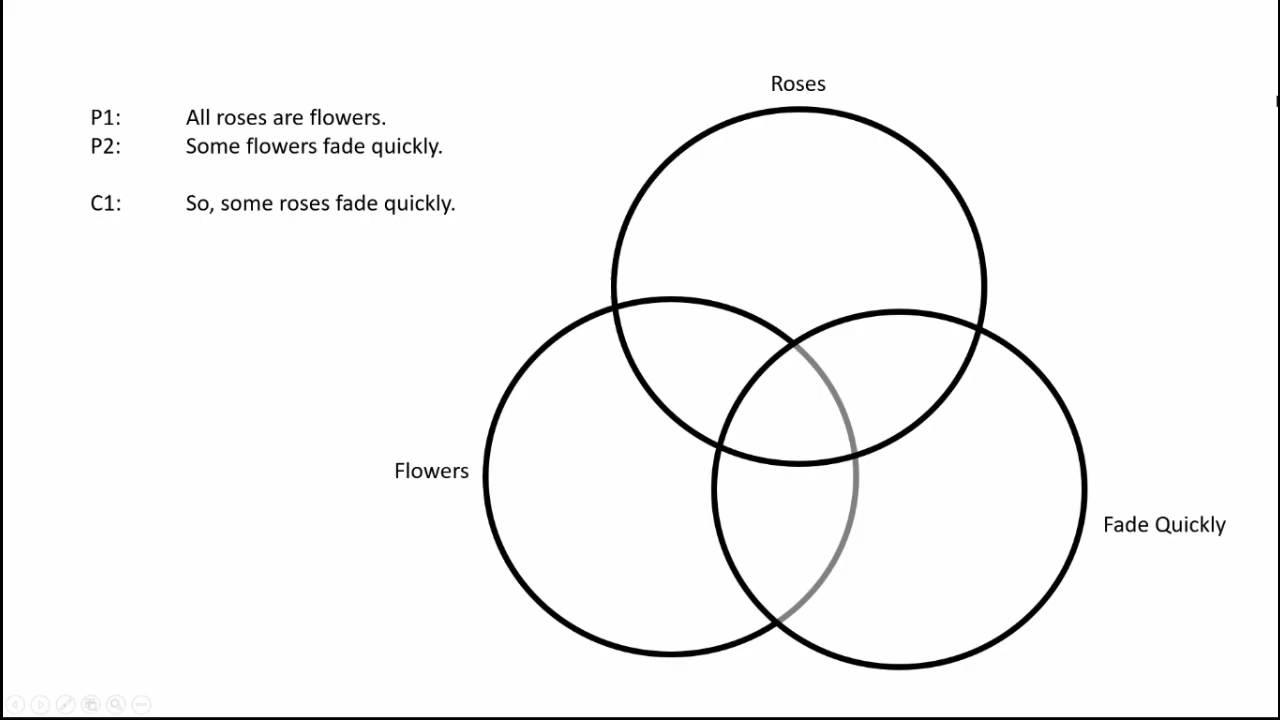 Roses
P1: All roses are flowers.
P2: Some flowers fade quickly.
C1: So, some roses fade quickly.
Flowers
Fade Quickly